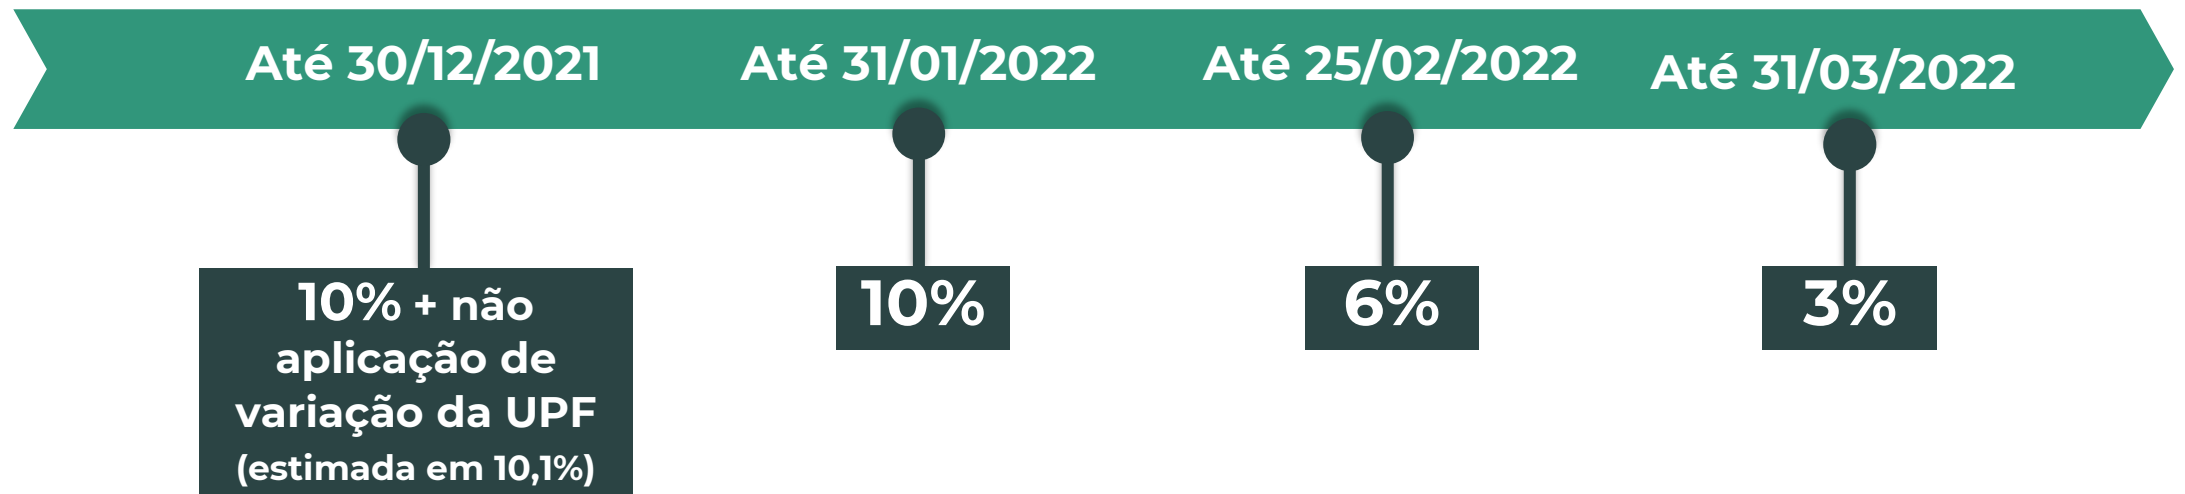 Até 30/12/2021
Até 31/01/2022
Até 25/02/2022
Até 31/03/2022
10% + não
aplicação de
variação da UPF
(estimada em 10,1%)
10%
6%
3%